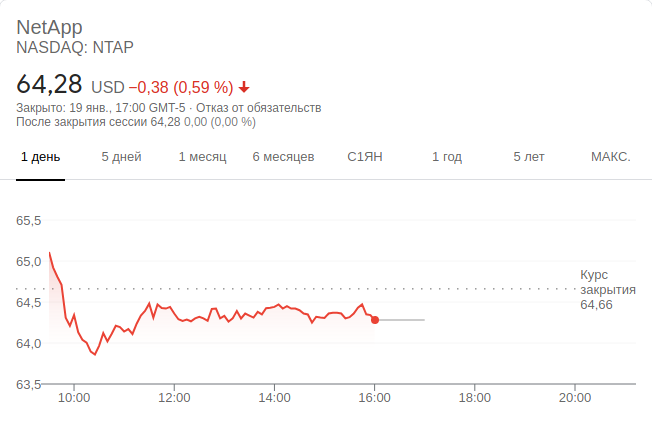 NetApp
NASDAQ: NTAP
64,28 USD −0,38 (0,59 %)
Закрыто: 19 янв., 17:00 GMT-5 · Отказ от обязательств
После закрытия сессии 64,28 0,00 (0,00 %)
1 день 5 дней 1 месяц 6 месяцев С1ЯН 1 год 5 лет МАКС.
65,5
65,0
Курс
закрытия
64,66
64,5
64,0
63,5
10:00 12:00 14:00 16:00 18:00 20:00